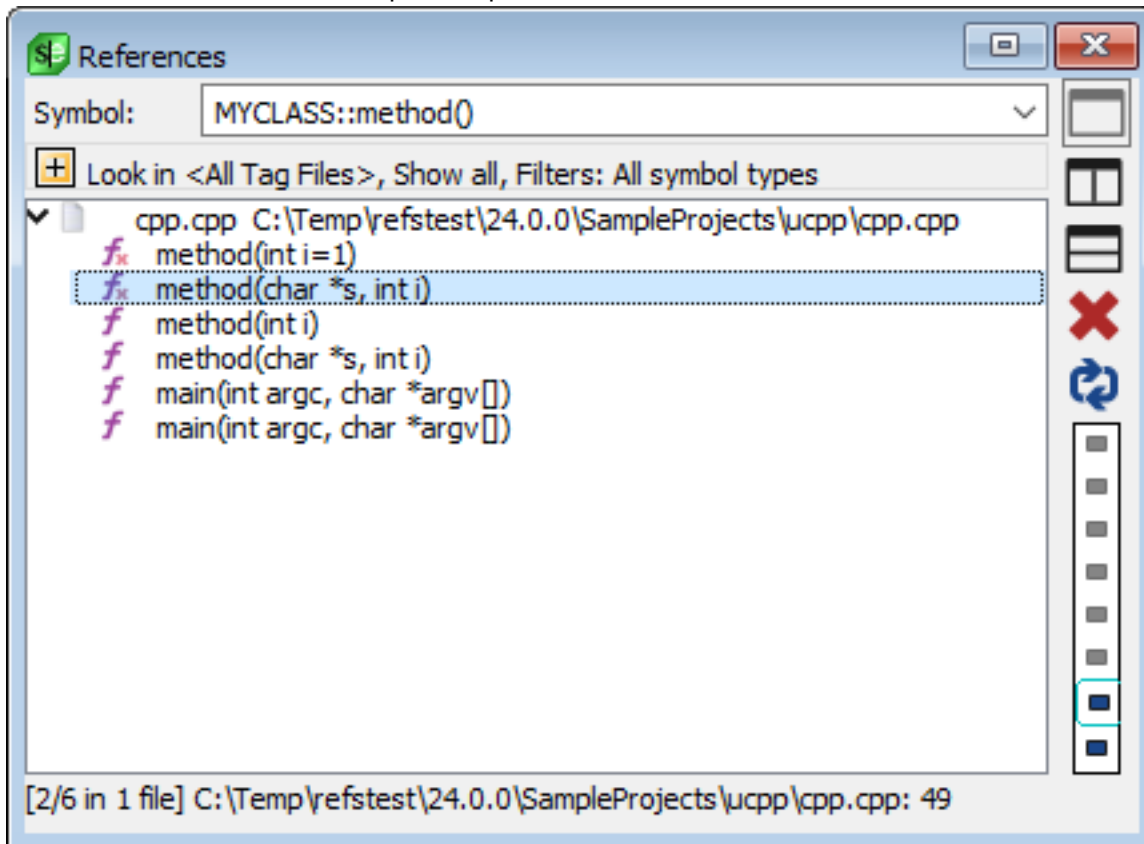 References
Symbol: MYCLASS::method()
Look in <All Tag Files>, Show all, Filters: All symbol types
cpp.cpp C:\Temp\refstest\24.0.0\SampleProjects\ucpp\cpp.cpp
method(int i=1)
method(char *s, int i)
method(int i)
method(char *s, int i)
main(int argc, char *argv[])
main(int argc, char *argv[])
[2/6 in 1 file] C:\Temp\refstest\24.0.0\SampleProjects\ucpp\cpp.cpp: 49